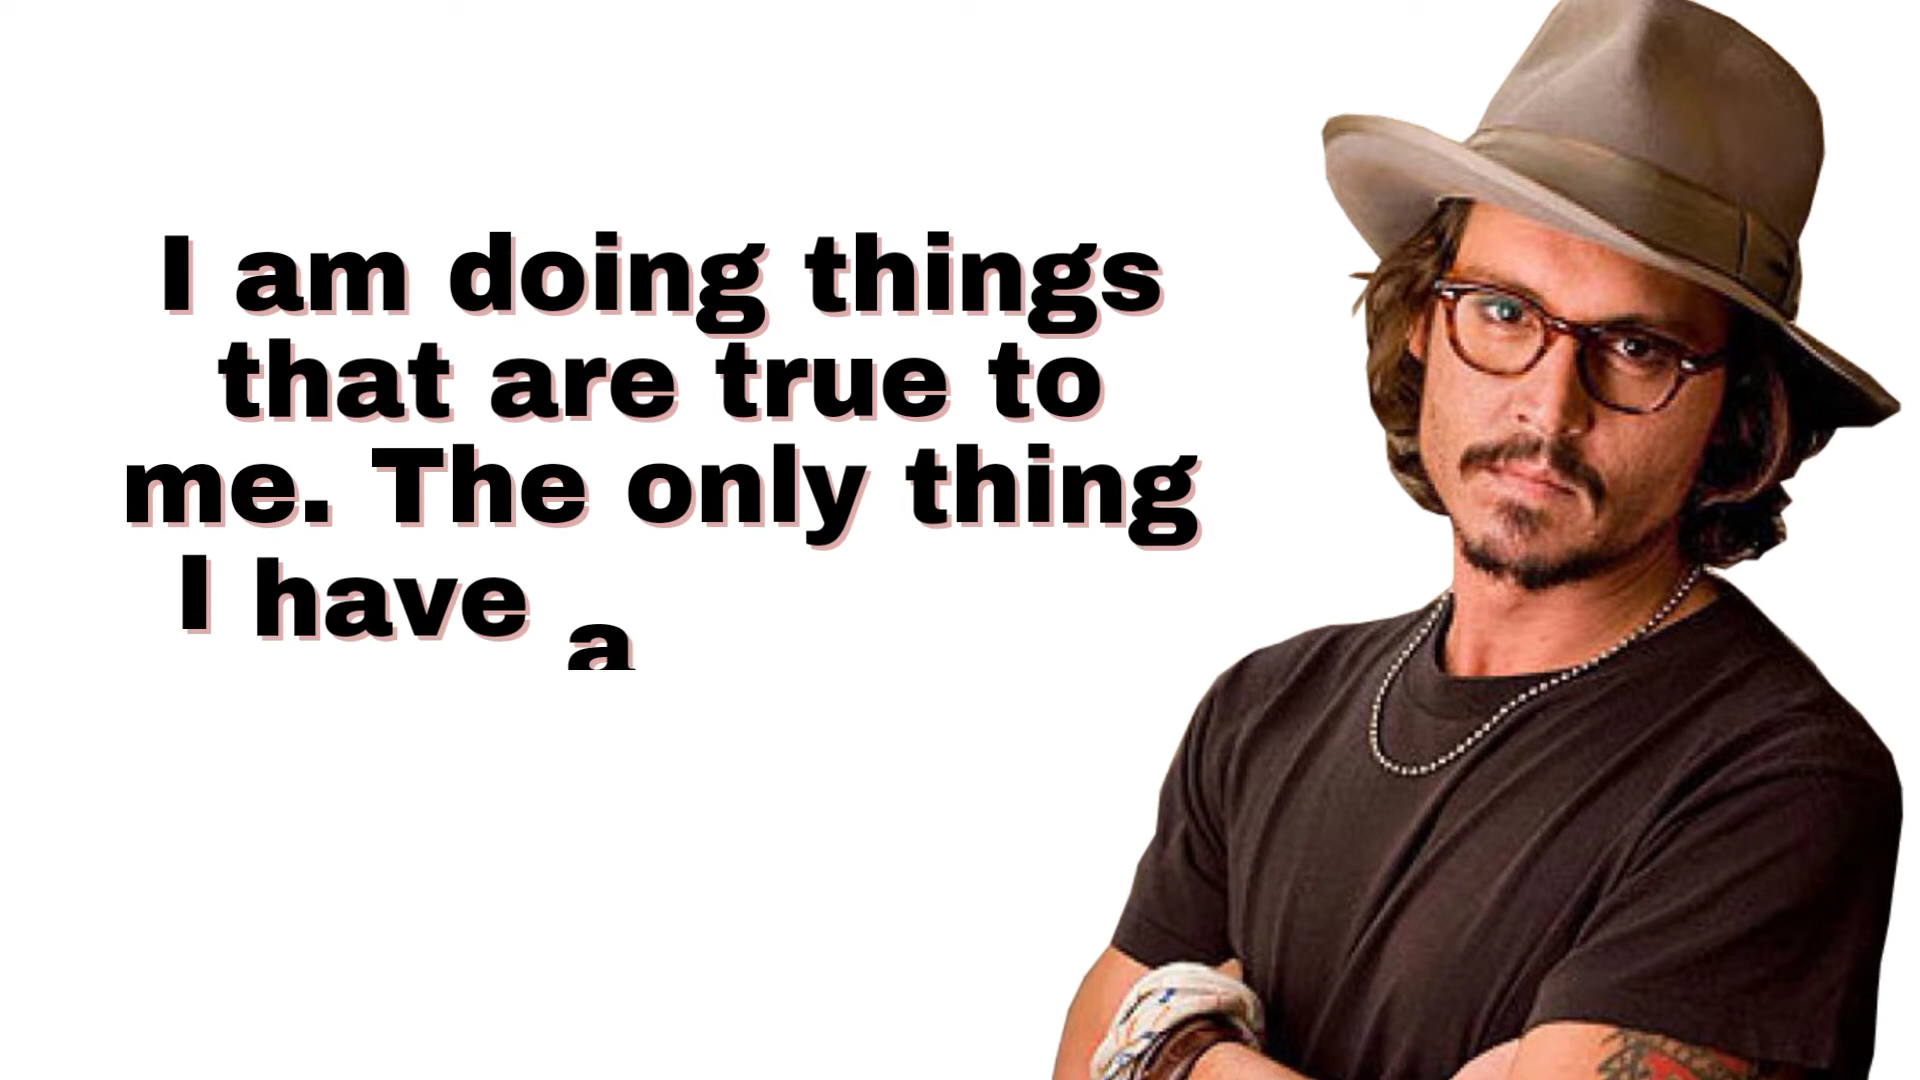 I am doing things
that are true to
me. The only thing
I have a